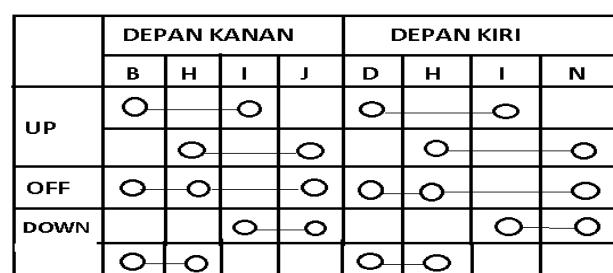 DEPAN KANAN DEPAN KIRI
B H I J D H I N
UP
OFF
DOWN